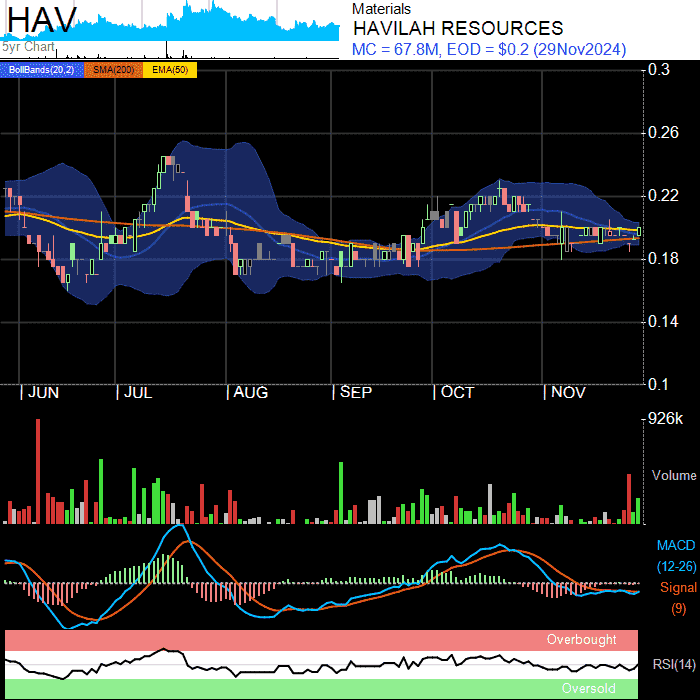 HAV
5yr Chart
Materials
HAVILAH RESOURCES
MC = 67.8M, EOD = $0.2 (29Nov2024)
BollBands(20,2) SMA(200) EMA(50)
0.3
0.26
0.22
0.18
0.14
0.1
JUN JUL AUG SEP OCT NOV
926k
Volume
MACD
(12-26)
Signal
(9)
Overbought
RSI(14)
Oversold